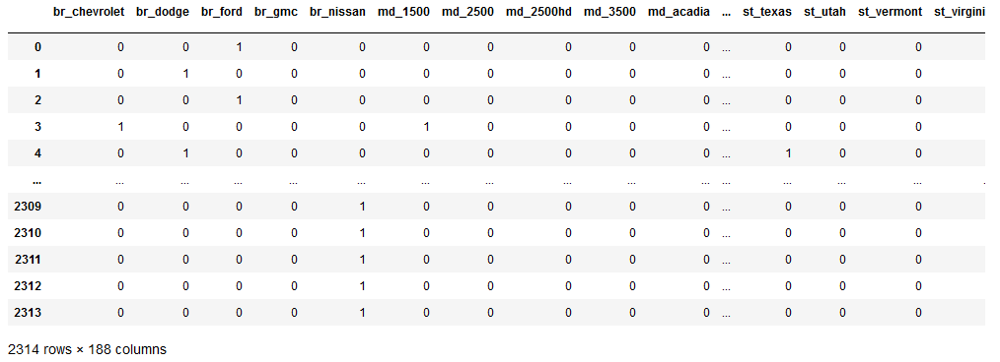 br_chevrolet br_dodge br_ford br_gmc br_nissan md_1500 md_2500 md_2500hd md_3500 md_acadia ... st_texas st_utah st_vermont st_virgini
0 0 0 1 0 0 0 0 0 0 0 ... 0 0 0
1 0 1 0 0 0 0 0 0 0 0 ... 0 0 0
2 0 0 1 0 0 0 0 0 0 0 ... 0 0 0
3 1 0 0 0 0 1 0 0 0 0 ... 0 0 0
4 0 1 0 0 0 0 0 0 0 0 ... 1 0 0
... ... ... ... ... ... ... ... ... ... ... ... ... ... ... .
2309 0 0 0 0 1 0 0 0 0 0 ... 0 0 0
2310 0 0 0 0 1 0 0 0 0 0 ... 0 0 0
2311 0 0 0 0 1 0 0 0 0 0 ... 0 0 0
2312 0 0 0 0 1 0 0 0 0 0 ... 0 0 0
2313 0 0 0 0 1 0 0 0 0 0 ... 0 0 0
2314 rows × 188 columns